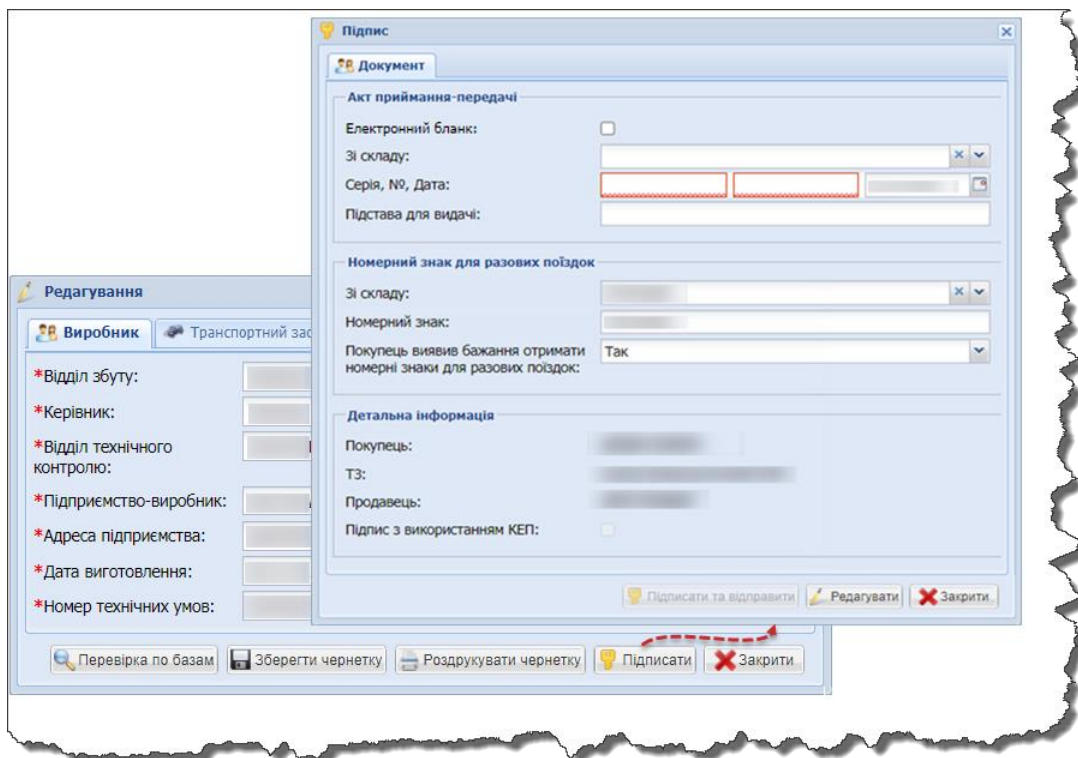 Підпис
Документ
Акт приймання-передачі
Електронний бланк:
Зі складу:
Серія, №, Дата:
Підстава для видачі:
Номерний знак для разових поїздок
Зі складу:
Номерний знак:
Покупець виявив бажання отримати
номерні знаки для разових поїздок:
Так
Детальна інформація
Покупець:
ТЗ:
Продавець:
Підпис з використанням КЕП:
Підписати та відправити
Редагувати
Закрити
Редагування
Виробник
Транспортний зас
*Відділ збуту:
*Керівник:
*Відділ технічного
контролю:
*Підприємство-виробник:
*Адреса підприємства:
*Дата виготовлення:
*Номер технічних умов:
Перевірка по базам
Зберегти чернетку
Роздрукувати чернетку
Підписати
Закрити